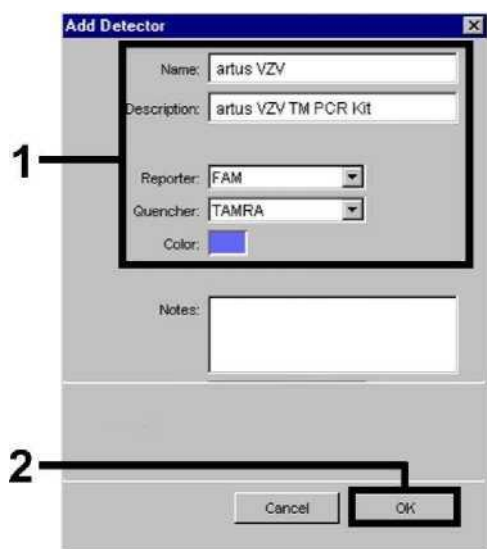 Add Detector
Name: artus VZV
Description: artus VZV TM PCR Kit
1
Reporter: FAM
Quencher: TAMRA
Color:
Notes:
2
Cancel OK